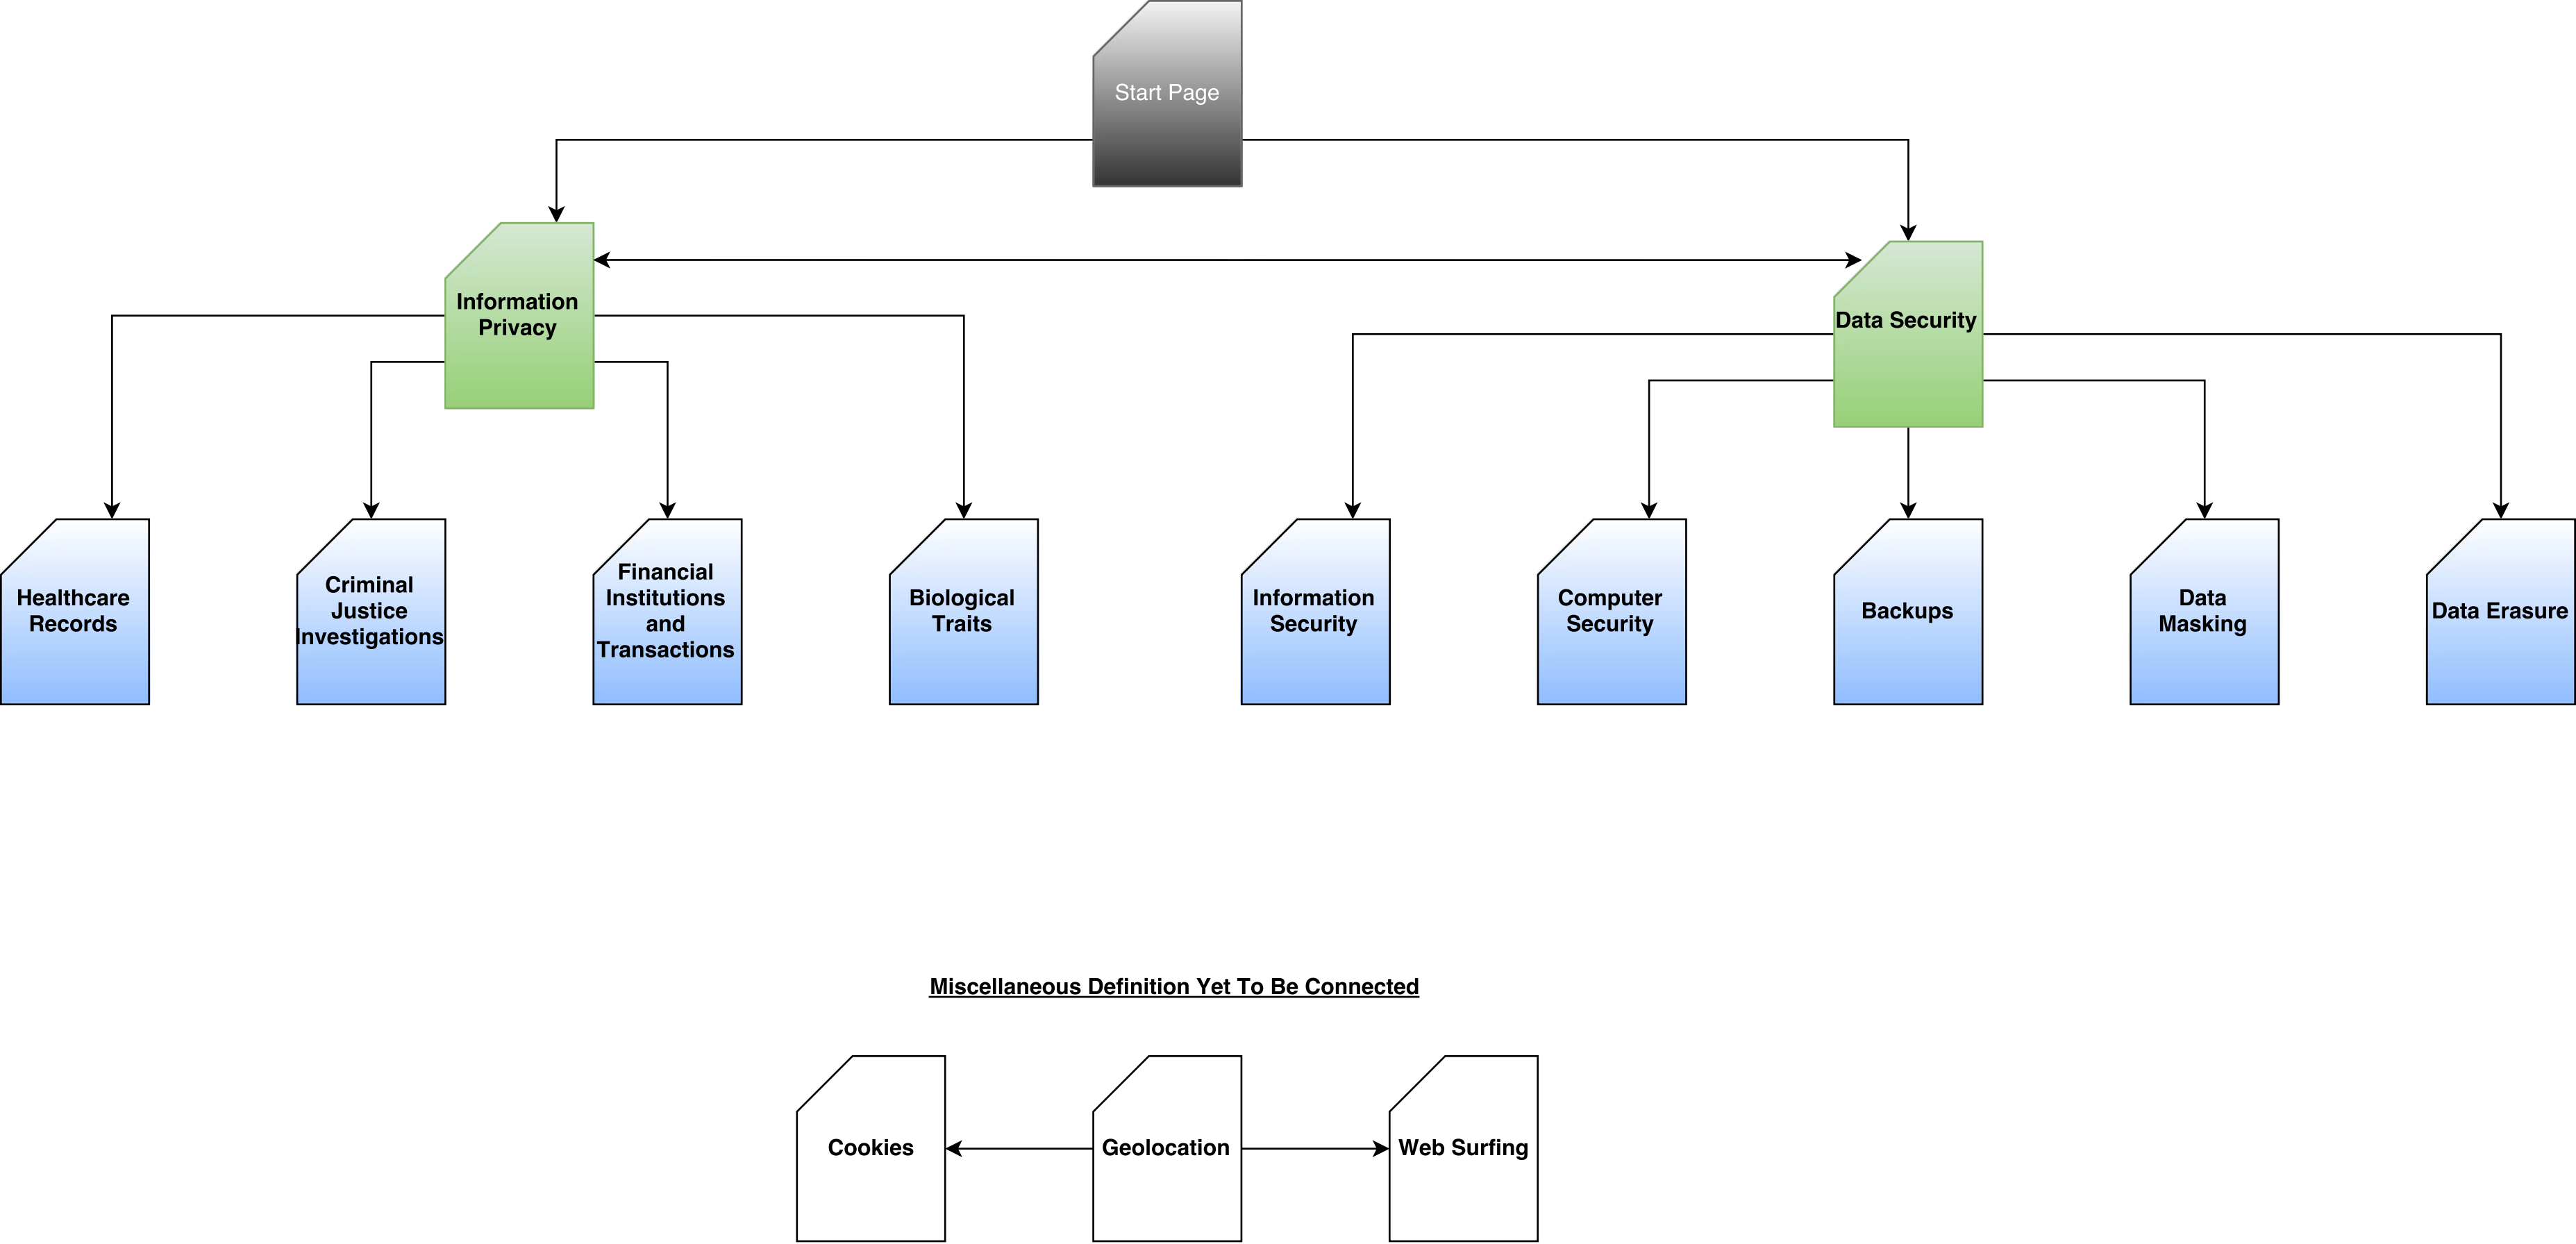 Start Page
Information
Privacy
Data Security
Healthcare
Records
Criminal
Justice
Investigations
Financial
Institutions
and
Transactions
Biological
Traits
Information
Security
Computer
Security
Backups
Data
Masking
Data Erasure
Miscellaneous Definition Yet To Be Connected
Cookies
Geolocation
Web Surfing